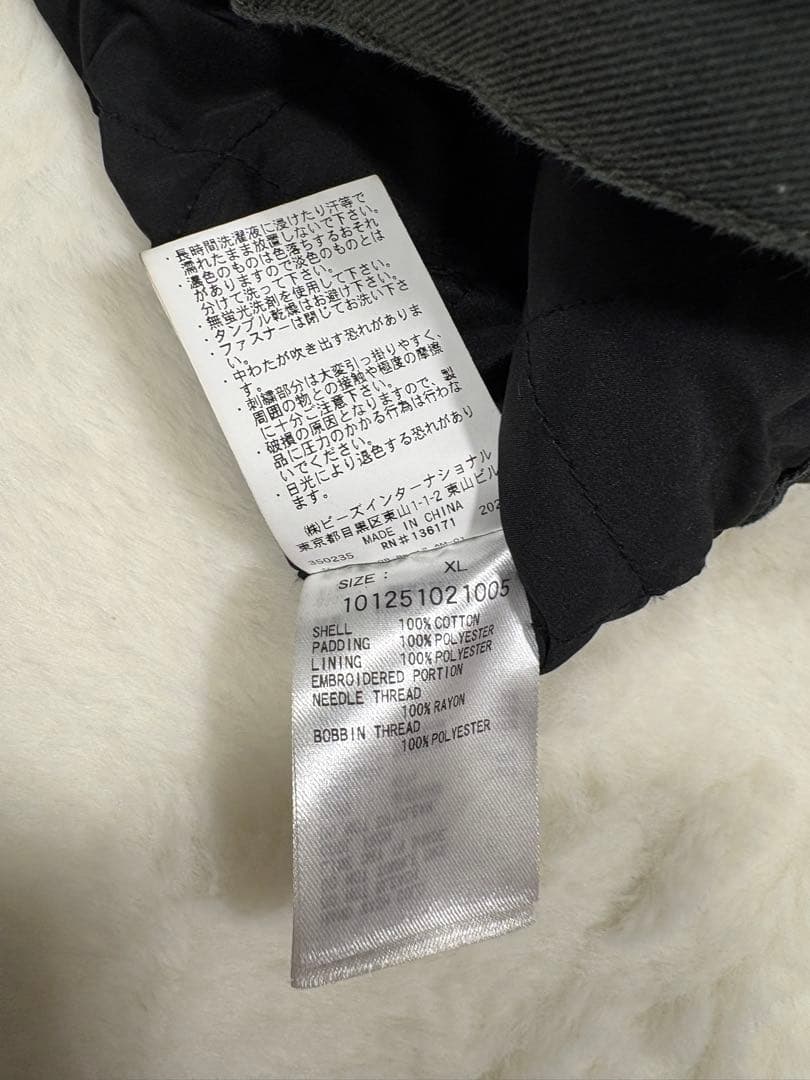 ・長時間洗濯液に浸けたり汗等で
濡れたまま放置しないで下さい。
・濃色のものは色落ちするおそれ
がありますので淡色のものとは
分けて洗って下さい。
・無蛍光洗剤を使用して下さい。
・タンブル乾燥はお避け下さい。
・ファスナーは閉じてお洗い下さ
い。
・中わたが吹き出す恐れがありま
す。
・刺繍部分は大変引っ掛りやすく、
周囲の物との接触や極度の摩擦
に十分ご注意下さい。
・破損の原因となりますので、製
品に圧力のかかる行為は行わな
いでください。
・日光により退色する恐れがあり
ます。
㈱ビーズインターナショナル
東京都目黒区東山1-1-2 東山ビル
MADE IN CHINA 202
350235 RN#136171
SIZE : XL
101251021005
SHELL 100% COTTON
PADDING 100% POLYESTER
LINING 100% POLYESTER
EMBROIDERED PORTION
NEEDLE THREAD
100% RAYON
BOBBIN THREAD
100% POLYESTER